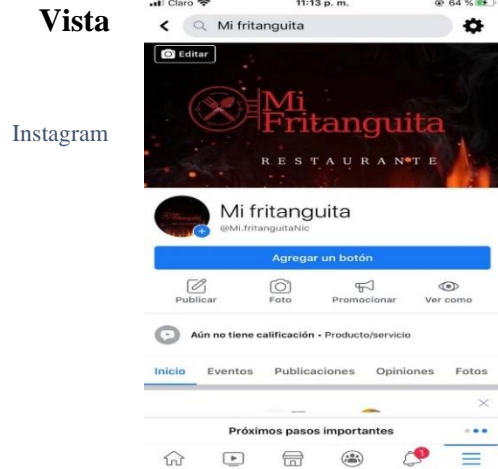 Vista
Instagram
Claro 11:13 p. m. 64 %
Mi fritanguita
Editar
Mi
Fritanguita
RESTAURANTE
Mi fritanguita
@Mi.fritanguitaNic
Agregar un botón
Publicar Foto Promocionar Ver como
Aún no tiene calificación • Producto/servicio
Inicio Eventos Publicaciones Opiniones Fotos
Próximos pasos importantes
1